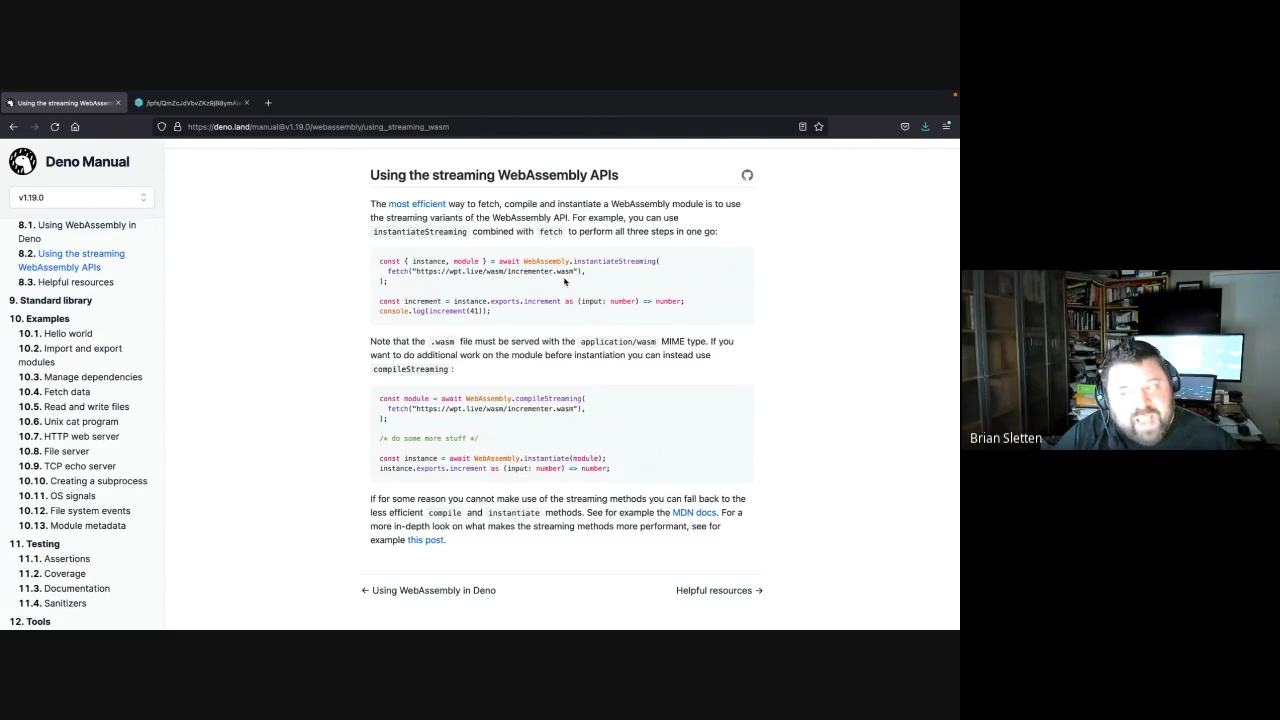 Using the streaming WebAssem
/ipfs/QmZcJdVbvZKz9jB8ymAi
https://deno.land/manual@v1.19.0/webassembly/using_streaming_wasm
Deno Manual
v1.19.0
8.1. Using WebAssembly in
Deno
8.2. Using the streaming
WebAssembly APIs
8.3. Helpful resources
9. Standard library
10. Examples
10.1. Hello world
10.2. Import and export
modules
10.3. Manage dependencies
10.4. Fetch data
10.5. Read and write files
10.6. Unix cat program
10.7. HTTP web server
10.8. File server
10.9. TCP echo server
10.10. Creating a subprocess
10.11. OS signals
10.12. File system events
10.13. Module metadata
11. Testing
11.1. Assertions
11.2. Coverage
11.3. Documentation
11.4. Sanitizers
12. Tools
Using the streaming WebAssembly APIs
The most efficient way to fetch, compile and instantiate a WebAssembly module is to use
the streaming variants of the WebAssembly API. For example, you can use
instantiateStreaming combined with fetch to perform all three steps in one go:
const { instance, module } = await WebAssembly.instantiateStreaming(
fetch("https://wpt.live/wasm/incrementer.wasm"),
);
const increment = instance.exports.increment as (input: number) => number;
console.log(increment(41));
Note that the .wasm file must be served with the application/wasm MIME type. If you
want to do additional work on the module before instantiation you can instead use
compileStreaming :
const module = await WebAssembly.compileStreaming(
fetch("https://wpt.live/wasm/incrementer.wasm"),
);
/* do some more stuff */
const instance = await WebAssembly.instantiate(module);
instance.exports.increment as (input: number) => number;
If for some reason you cannot make use of the streaming methods you can fall back to the
less efficient compile and instantiate methods. See for example the MDN docs. For a
more in-depth look on what makes the streaming methods more performant, see for
example this post.
← Using WebAssembly in Deno
Helpful resources →
Brian Sletten